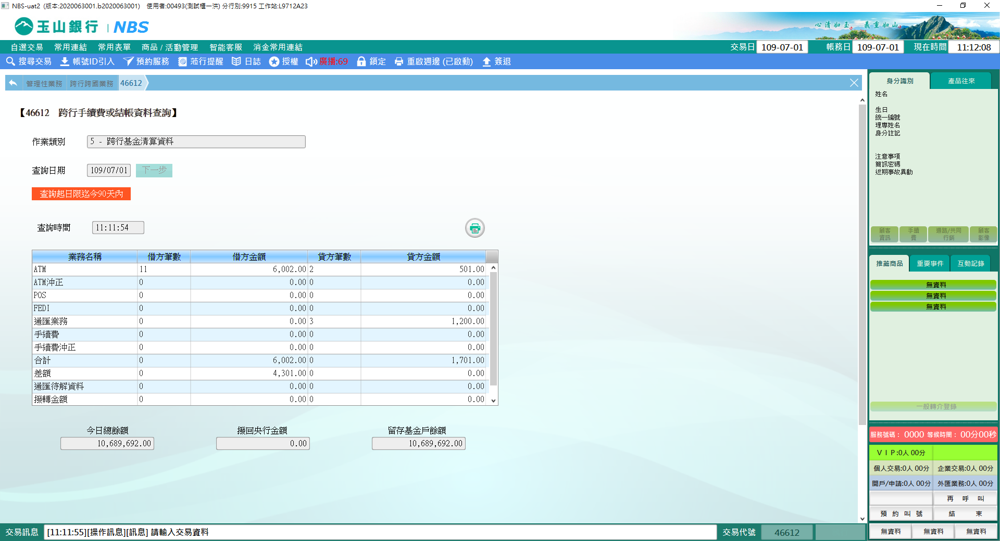 NBS-uat2 (版本:2020063001.b2020063001) 使用者:00493(測試櫃一洪) 分行別:9915 工作站:L9712A23
玉山銀行 | NBS
心清如玉。 義重如山。
自選交易 常用連結 常用表單 商品 / 活動管理 智能客服 消金常用連結 交易日 109-07-01 帳務日 109-07-01 現在時間 11:12:08
搜尋交易 帳號ID引入 預約服務 蒞行提醒 日誌 授權 廣播:69 鎖定 重啟週邊 (已啟動) 簽退
管理性業務 跨行跨國業務 46612
【46612 跨行手續費或結帳資料查詢】
作業類別 5 - 跨行基金清算資料
查詢日期 109/07/01 下一步
查詢起日限迄今90天內
查詢時間 11:11:54
業務名稱 借方筆數 借方金額 貸方筆數 貸方金額
ATM 11 6,002.00 2 501.00
ATM沖正 0 0.00 0 0.00
POS 0 0.00 0 0.00
FEDI 0 0.00 0 0.00
通匯業務 0 0.00 3 1,200.00
手續費 0 0.00 0 0.00
手續費沖正 0 0.00 0 0.00
合計 0 6,002.00 0 1,701.00
差額 0 4,301.00 0 0.00
通匯待解資料 0 0.00 0 0.00
撥轉金額 0 0.00 0 0.00
今日總餘額 撥回央行金額 留存基金戶餘額
10,689,692.00 0.00 10,689,692.00
身分識別 產品往來
姓名
生日
統一編號
理專姓名
身分註記
注意事項
簡訊密碼
近期事故異動
顧客資訊 手續費 通路/共同行銷 顧客影像
推薦商品 重要事件 互動記錄
無資料
無資料
無資料
一般轉介登錄
服務號碼: 0000 等候時間: 00分00秒
VIP:0人 00分
個人交易:0人 00分 企業交易:0人 00分
開戶/申請:0人 00分 外匯業務:0人 00分
再 呼 叫
預 約 叫 號 結 束
無資料 無資料 無資料
交易訊息 [11:11:55][操作訊息][訊息] 請輸入交易資料 交易代號 46612